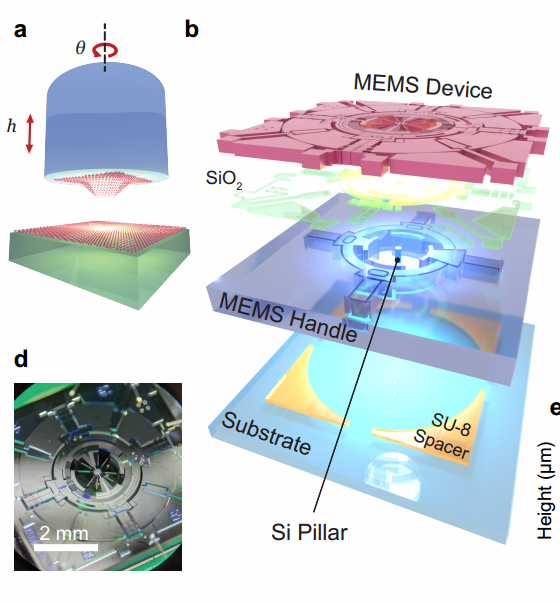 a
θ
h
b
MEMS Device
SiO₂
MEMS Handle
Substrate
SU-8
Spacer
Si Pillar
d
2 mm
e
Height (μm)